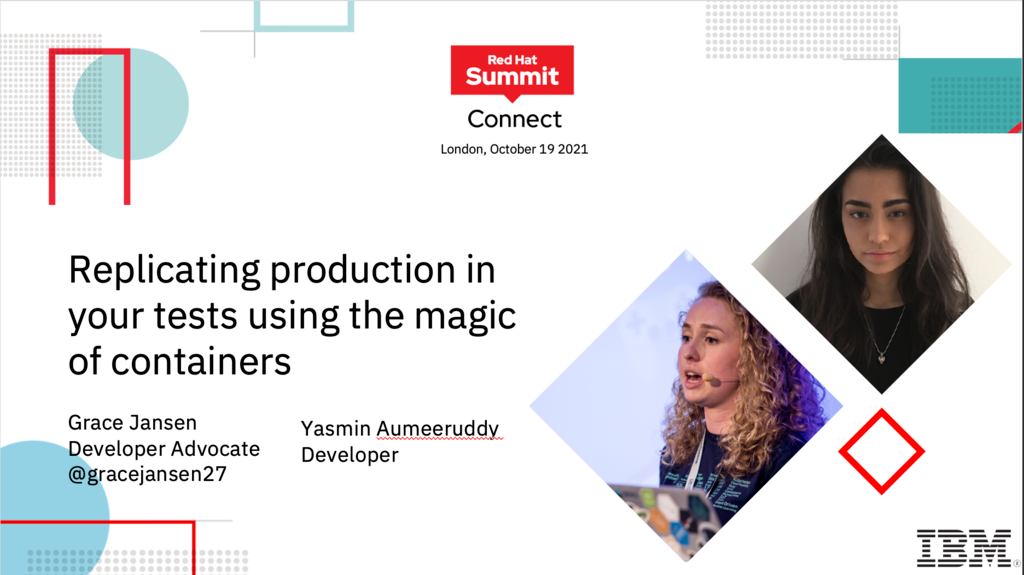 Red Hat
Summit
Connect
London, October 19 2021
Replicating production in
your tests using the magic
of containers
Grace Jansen
Developer Advocate
@gracejansen27
Yasmin Aumeeruddy
Developer
IBM